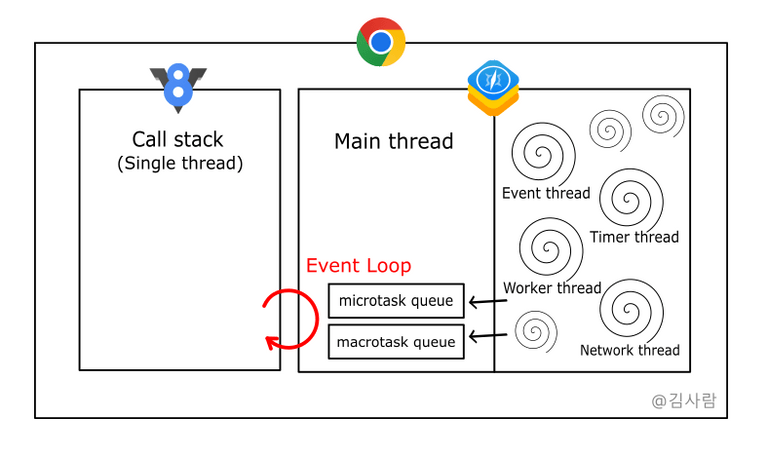 Call stack
(Single thread)
Main thread
Event thread
Timer thread
Event Loop
Worker thread
microtask queue
macrotask queue
Network thread
@김사람